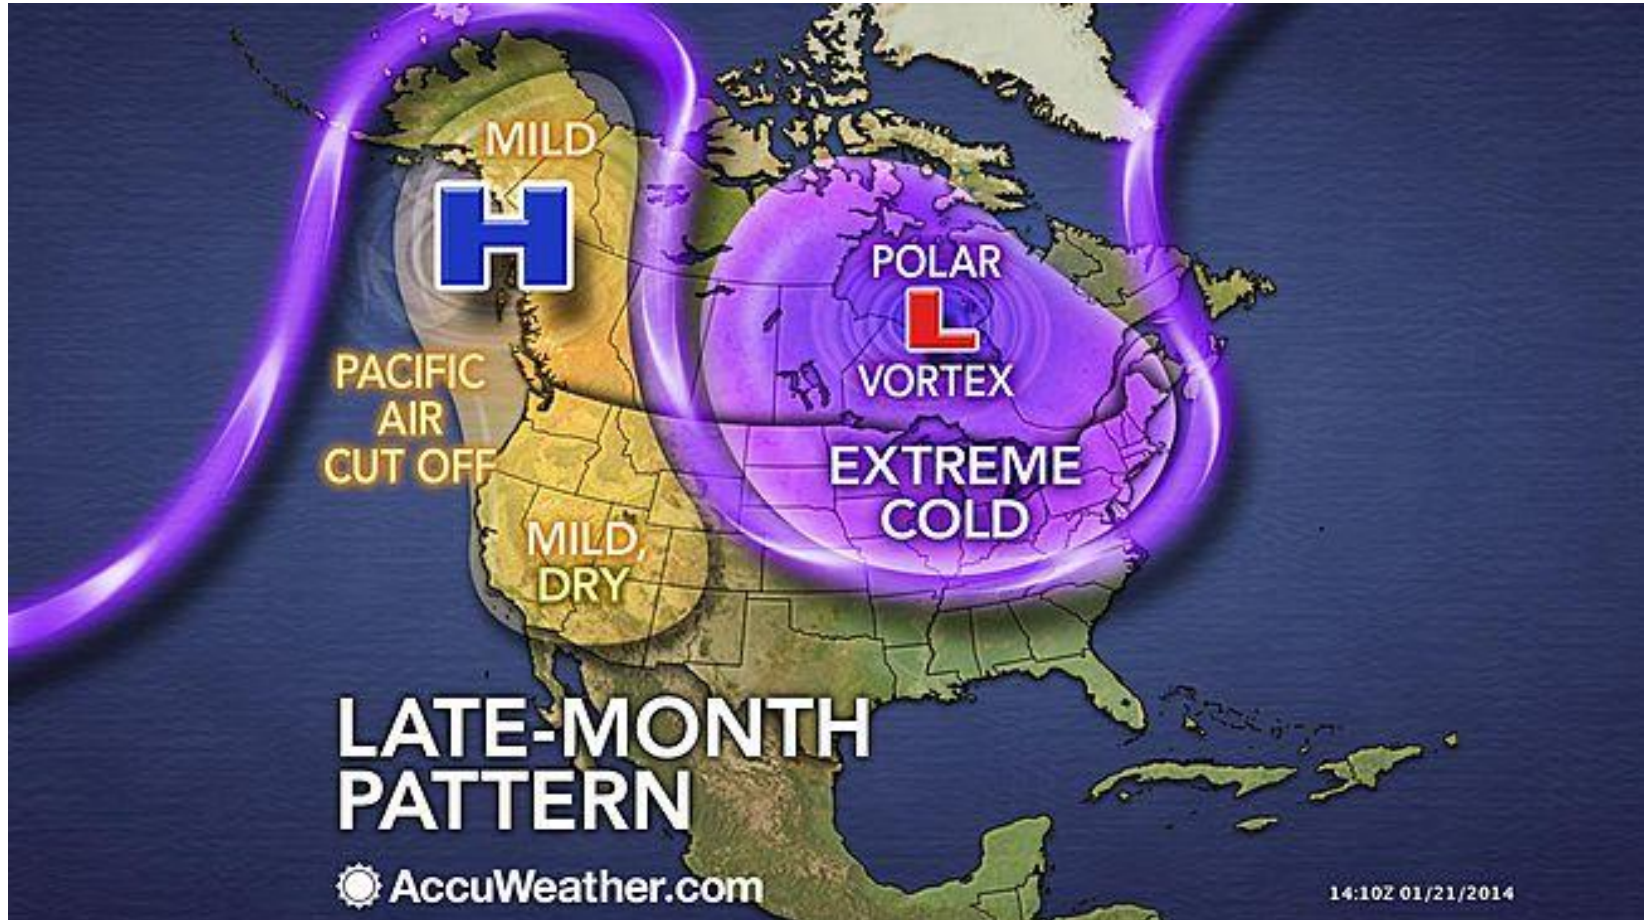 MILD
H
POLAR
L
VORTEX
PACIFIC
AIR
CUT OFF
EXTREME
COLD
MILD,
DRY
LATE-MONTH
PATTERN
AccuWeather.com
14:10Z 01/21/2014